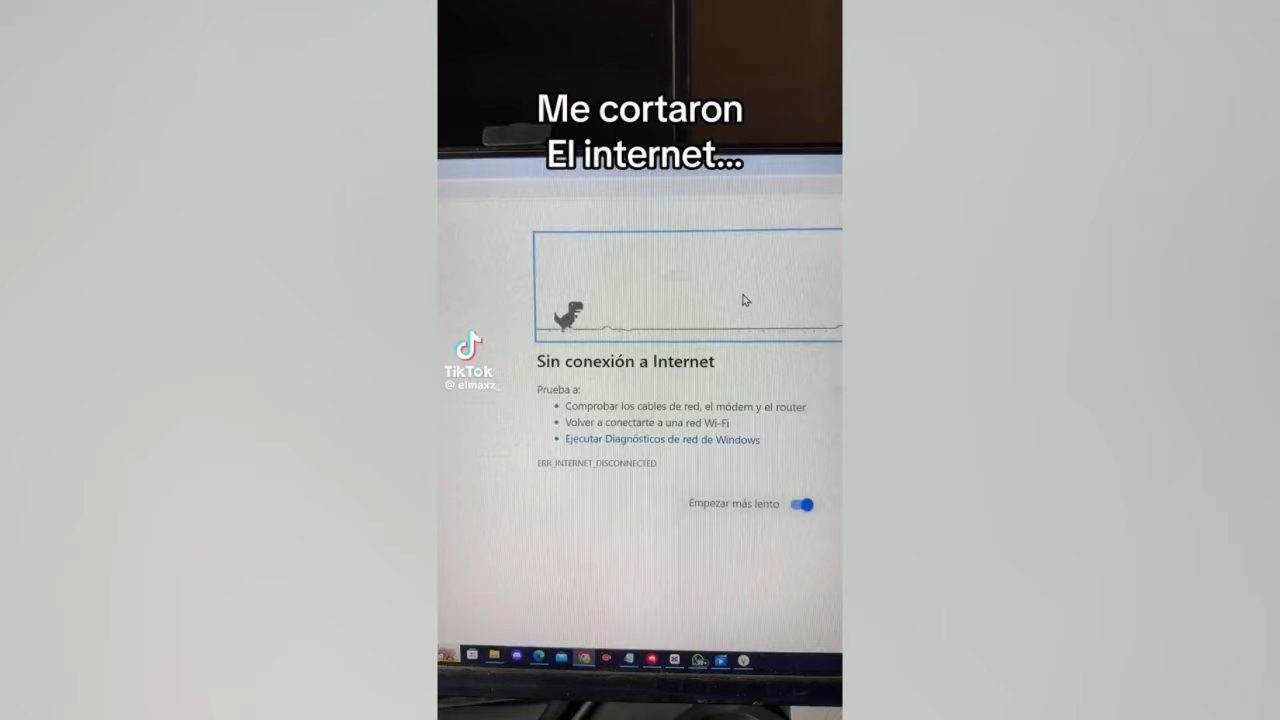 Me cortaron
El internet...
Sin conexión a Internet
Prueba a:
Comprobar los cables de red, el módem y el router
Volver a conectarte a una red Wi-Fi
Ejecutar Diagnósticos de red de Windows
ERR_INTERNET_DISCONNECTED
Empezar más lento
TikTok
@elmaxz_